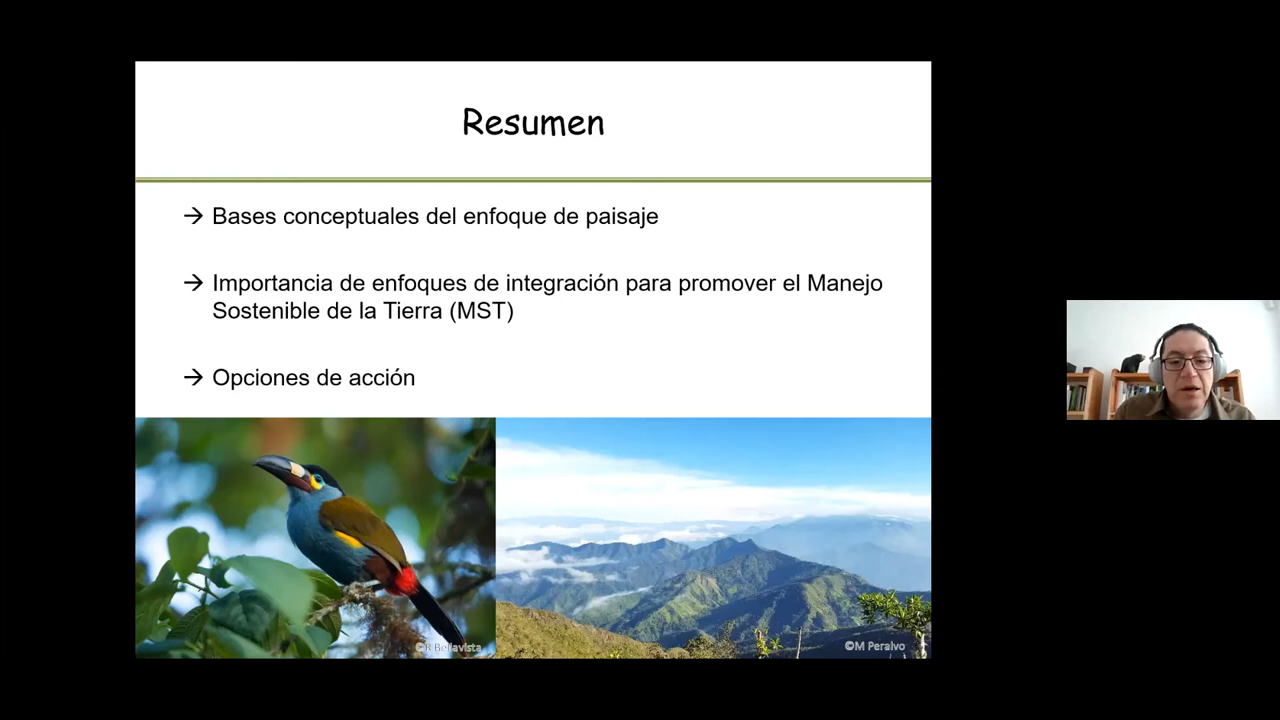 Resumen
→ Bases conceptuales del enfoque de paisaje
→ Importancia de enfoques de integración para promover el Manejo
Sostenible de la Tierra (MST)
→ Opciones de acción
©R Bellavista
©M Peralvo